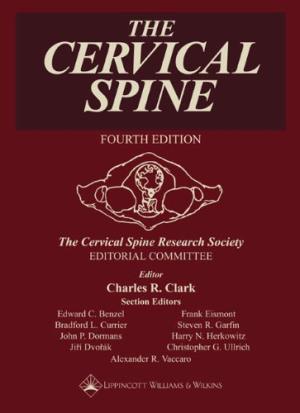 THE
CERVICAL
SPINE
FOURTH EDITION
The Cervical Spine Research Society
EDITORIAL COMMITTEE
Editor
Charles R. Clark
Section Editors
Edward C. Benzel
Frank Eismont
Bradford L. Currier
Steven R. Garfin
John P. Dormans
Harry N. Herkowitz
Jiří Dvořák
Christopher G. Ullrich
Alexander R. Vaccaro
LIPPINCOTT WILLIAMS & WILKINS